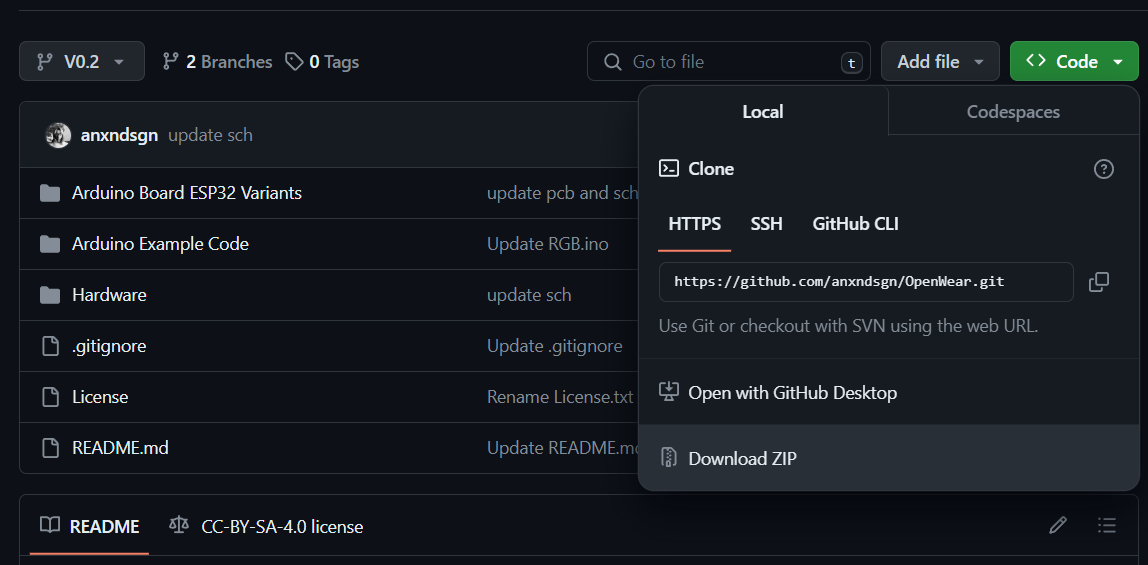 V0.2 2 Branches 0 Tags Go to file t Add file Code
Local Codespaces
anxndsgn update sch
Clone
Arduino Board ESP32 Variants update pcb and sch
HTTPS SSH GitHub CLI
Arduino Example Code Update RGB.ino
https://github.com/anxndsgn/OpenWear.git
Hardware update sch
Use Git or checkout with SVN using the web URL.
.gitignore Update .gitignore
Open with GitHub Desktop
License Rename License.txt
README.md Update README.md
Download ZIP
README CC-BY-SA-4.0 license